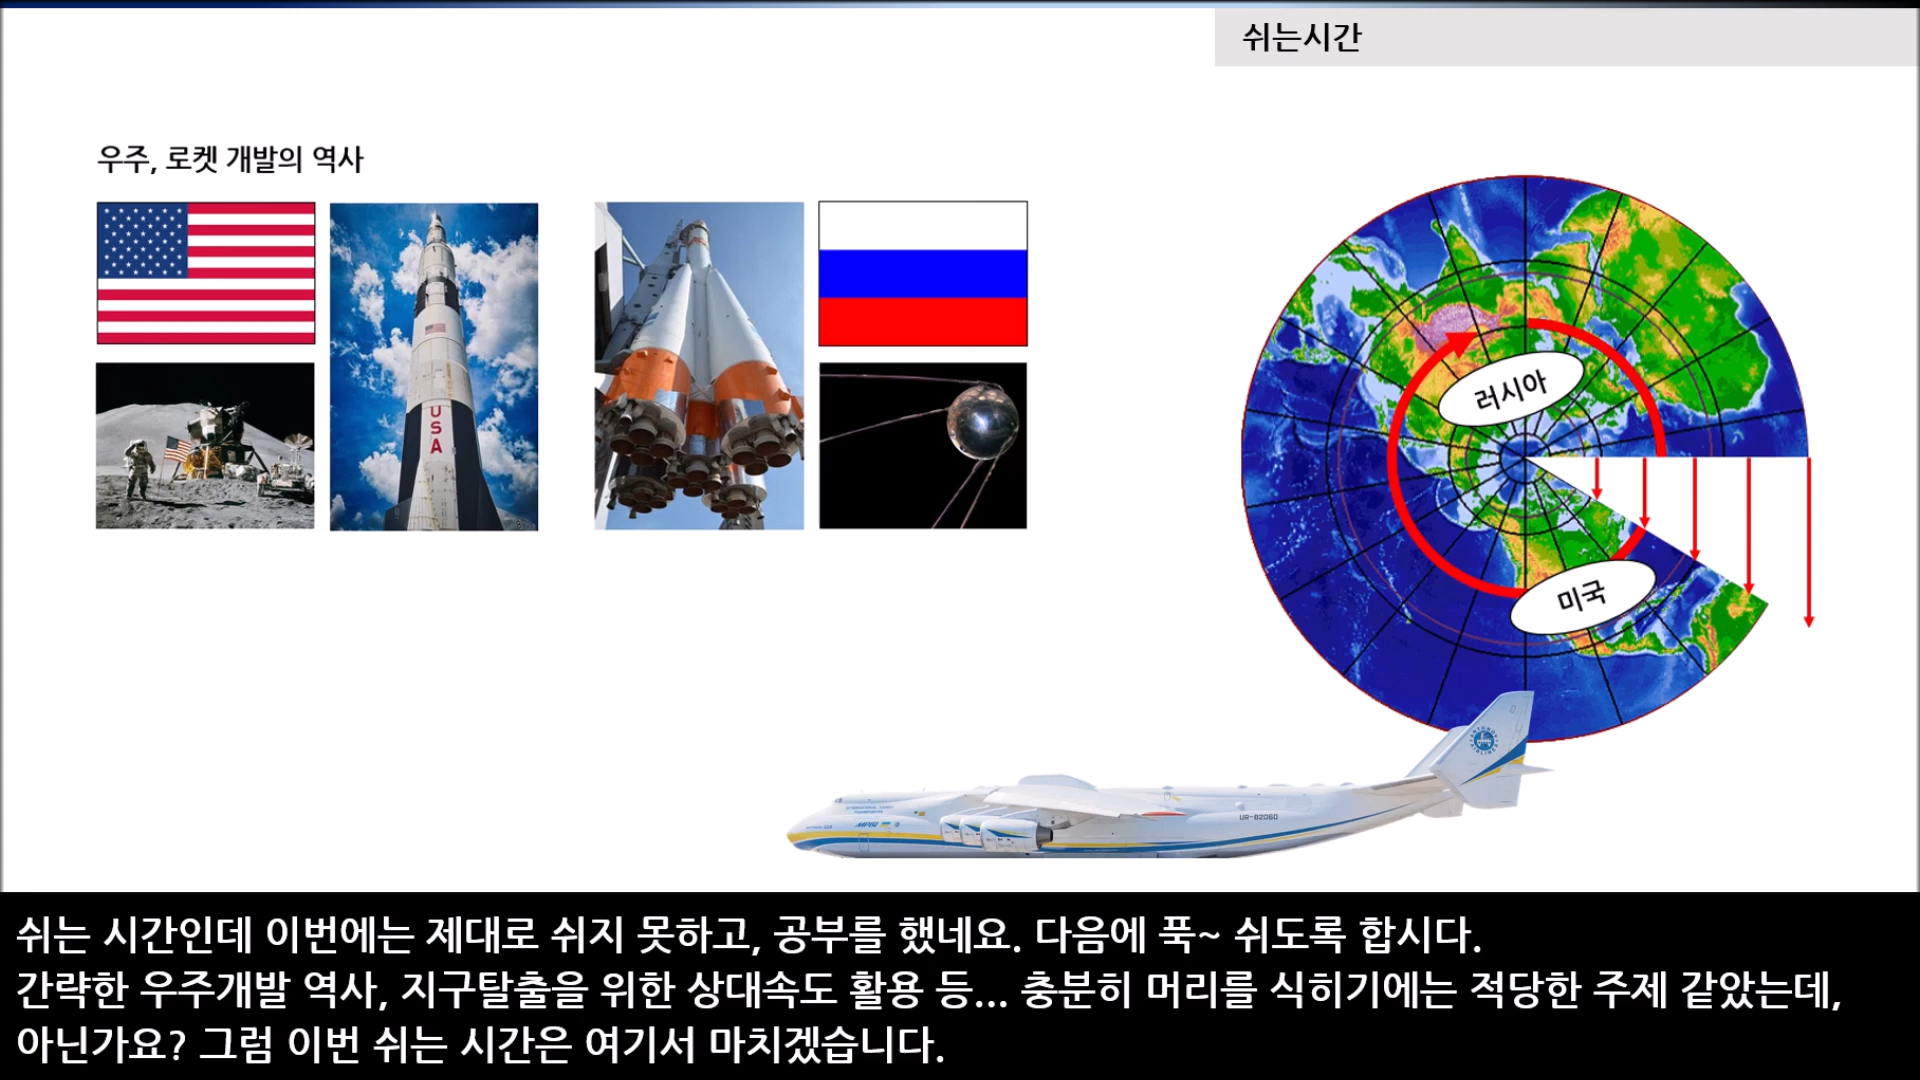 쉬는시간
우주, 로켓 개발의 역사
USA
러시아
미국
UR-82060
쉬는 시간인데 이번에는 제대로 쉬지 못하고, 공부를 했네요. 다음에 푹~ 쉬도록 합시다.
간략한 우주개발 역사, 지구탈출을 위한 상대속도 활용 등... 충분히 머리를 식히기에는 적당한 주제 같았는데,
아닌가요? 그럼 이번 쉬는 시간은 여기서 마치겠습니다.